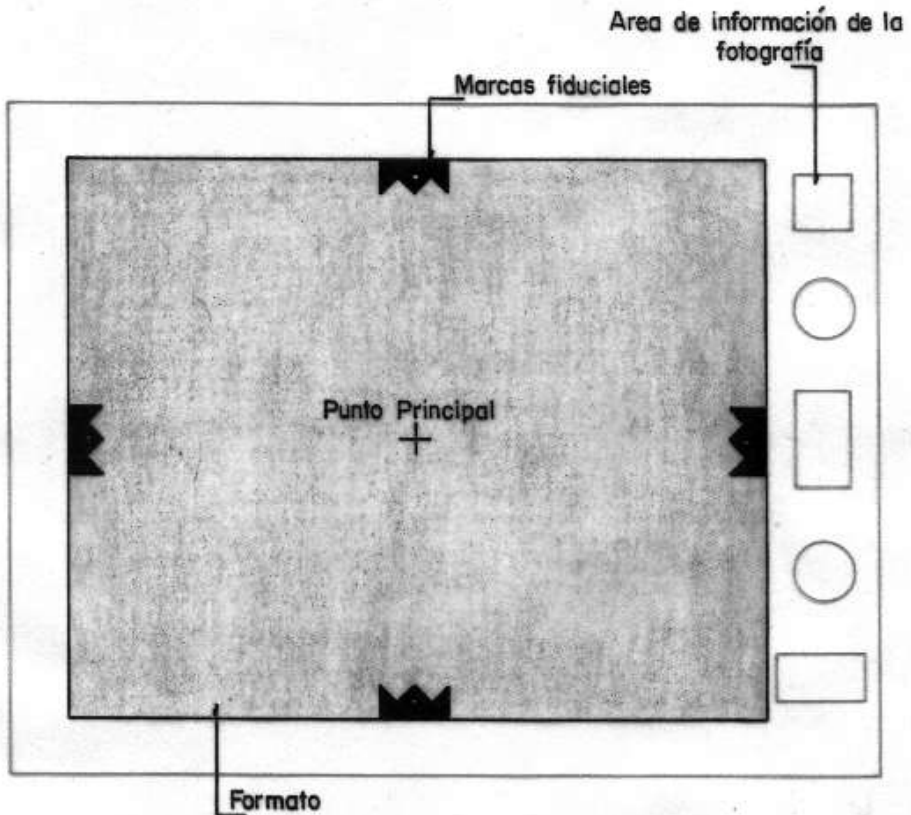 Area de información de la
fotografía
Marcas fiduciales
Punto Principal
Formato